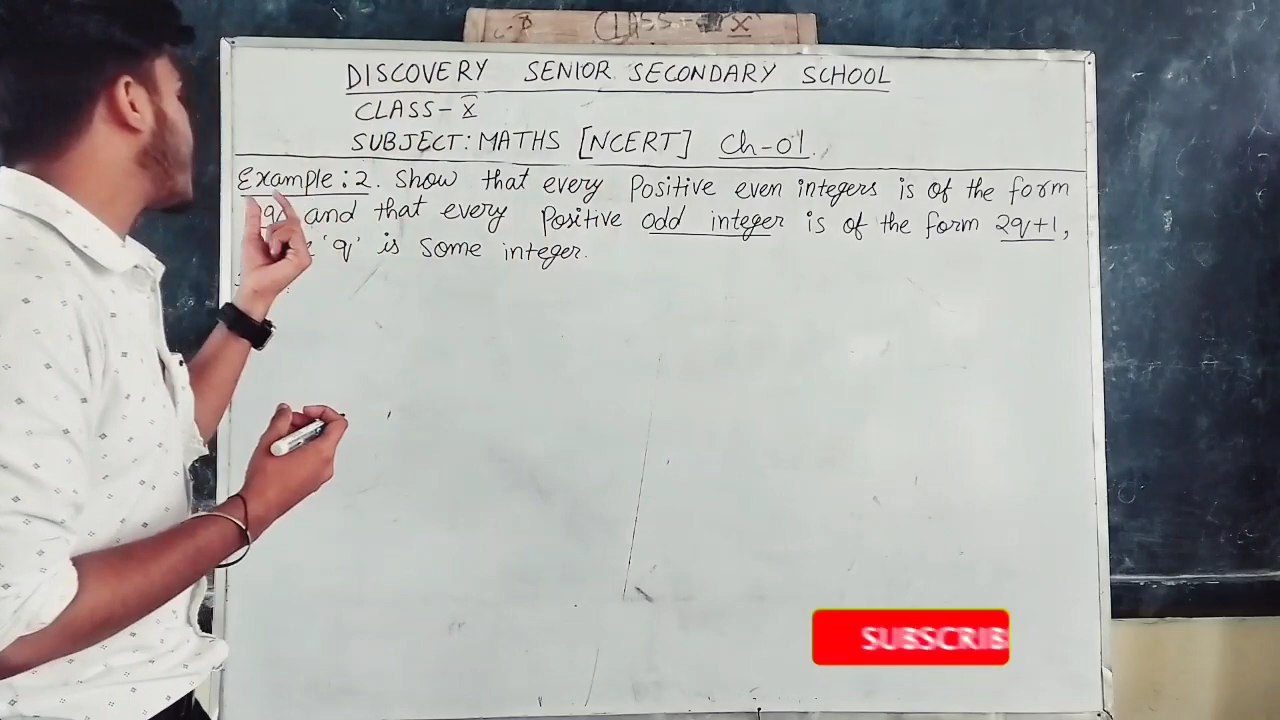 CLASS - X
DISCOVERY SENIOR SECONDARY SCHOOL
CLASS - X
SUBJECT: MATHS [NCERT] Ch-01.
Example: 2. Show that every Positive even integers is of the form
and that every Positive odd integer is of the form 2q+1,
'q' is some integer.
SUBSCRIB